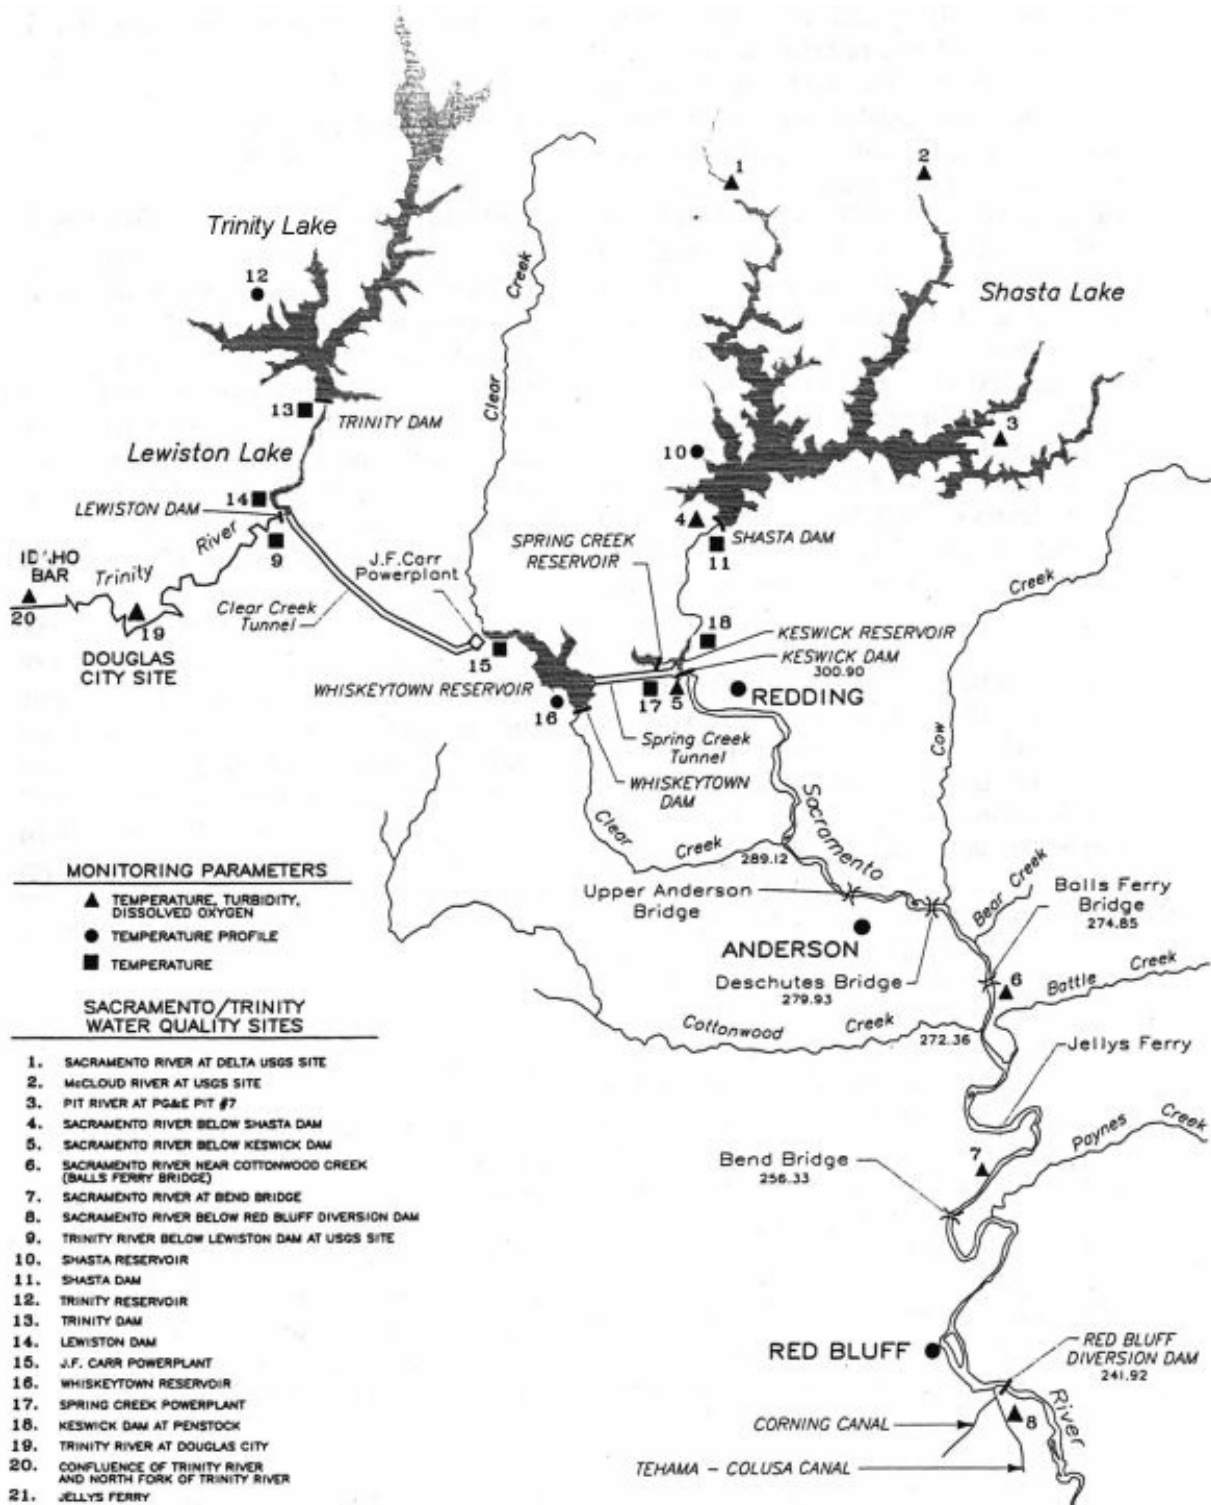 1
2
Trinity Lake
12
Creek
Shasta Lake
Clear
13
TRINITY DAM
3
Lewiston Lake
10
14
LEWISTON DAM
4
SHASTA DAM
SPRING CREEK
RESERVOIR
11
River
9
J.F.Carr
Powerplant
BAR
Trinity
20
19
Clear Creek
Tunnel
Creek
DOUGLAS
CITY SITE
15
18
KESWICK RESERVOIR
KESWICK DAM
300.90
WHISKEYTOWN RESERVOIR
16
17
5
REDDING
Spring Creek
Tunnel
Cow
WHISKEYTOWN
DAM
Sacramento
Clear
Creek
289.12
Upper Anderson
Bridge
Bear Creek
Balls Ferry
Bridge
274.85
ANDERSON
Deschutes Bridge
279.93
6
Battle Creek
Cottonwood Creek
272.36
Jellys Ferry
Paynes Creek
Bend Bridge
256.33
7
RED BLUFF
RED BLUFF
DIVERSION DAM
241.92
CORNING CANAL
8
River
TEHAMA - COLUSA CANAL
MONITORING PARAMETERS
TEMPERATURE, TURBIDITY,
DISSOLVED OXYGEN
TEMPERATURE PROFILE
TEMPERATURE
SACRAMENTO/TRINITY
WATER QUALITY SITES
1. SACRAMENTO RIVER AT DELTA USGS SITE
2. McCLOUD RIVER AT USGS SITE
3. PIT RIVER AT PG&E PIT #7
4. SACRAMENTO RIVER BELOW SHASTA DAM
5. SACRAMENTO RIVER BELOW KESWICK DAM
6. SACRAMENTO RIVER NEAR COTTONWOOD CREEK
(BALLS FERRY BRIDGE)
7. SACRAMENTO RIVER AT BEND BRIDGE
8. SACRAMENTO RIVER BELOW RED BLUFF DIVERSION DAM
9. TRINITY RIVER BELOW LEWISTON DAM AT USGS SITE
10. SHASTA RESERVOIR
11. SHASTA DAM
12. TRINITY RESERVOIR
13. TRINITY DAM
14. LEWISTON DAM
15. J.F. CARR POWERPLANT
16. WHISKEYTOWN RESERVOIR
17. SPRING CREEK POWERPLANT
18. KESWICK DAM AT PENSTOCK
19. TRINITY RIVER AT DOUGLAS CITY
20. CONFLUENCE OF TRINITY RIVER
AND NORTH FORK OF TRINITY RIVER
21. JELLYS FERRY